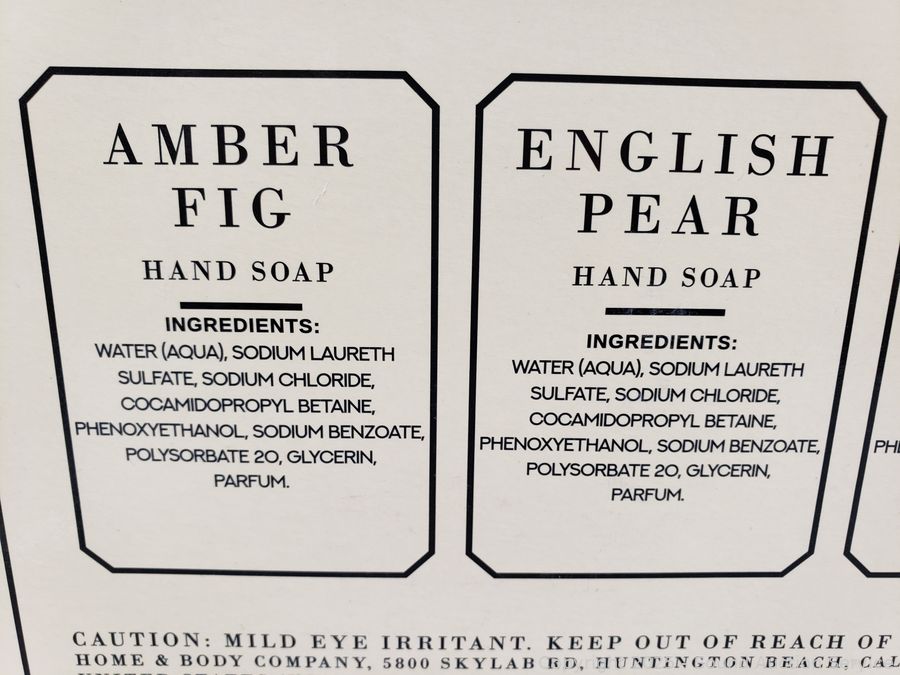 AMBER
FIG
HAND SOAP
INGREDIENTS:
WATER (AQUA), SODIUM LAURETH
SULFATE, SODIUM CHLORIDE,
COCAMIDOPROPYL BETAINE,
PHENOXYETHANOL, SODIUM BENZOATE,
POLYSORBATE 20, GLYCERIN,
PARFUM.
ENGLISH
PEAR
HAND SOAP
INGREDIENTS:
WATER (AQUA), SODIUM LAURETH
SULFATE, SODIUM CHLORIDE,
COCAMIDOPROPYL BETAINE,
PHENOXYETHANOL, SODIUM BENZOATE,
POLYSORBATE 20, GLYCERIN,
PARFUM.
CAUTION: MILD EYE IRRITANT. KEEP OUT OF REACH OF
HOME & BODY COMPANY, 5800 SKYLAB RD, HUNTINGTON BEACH,